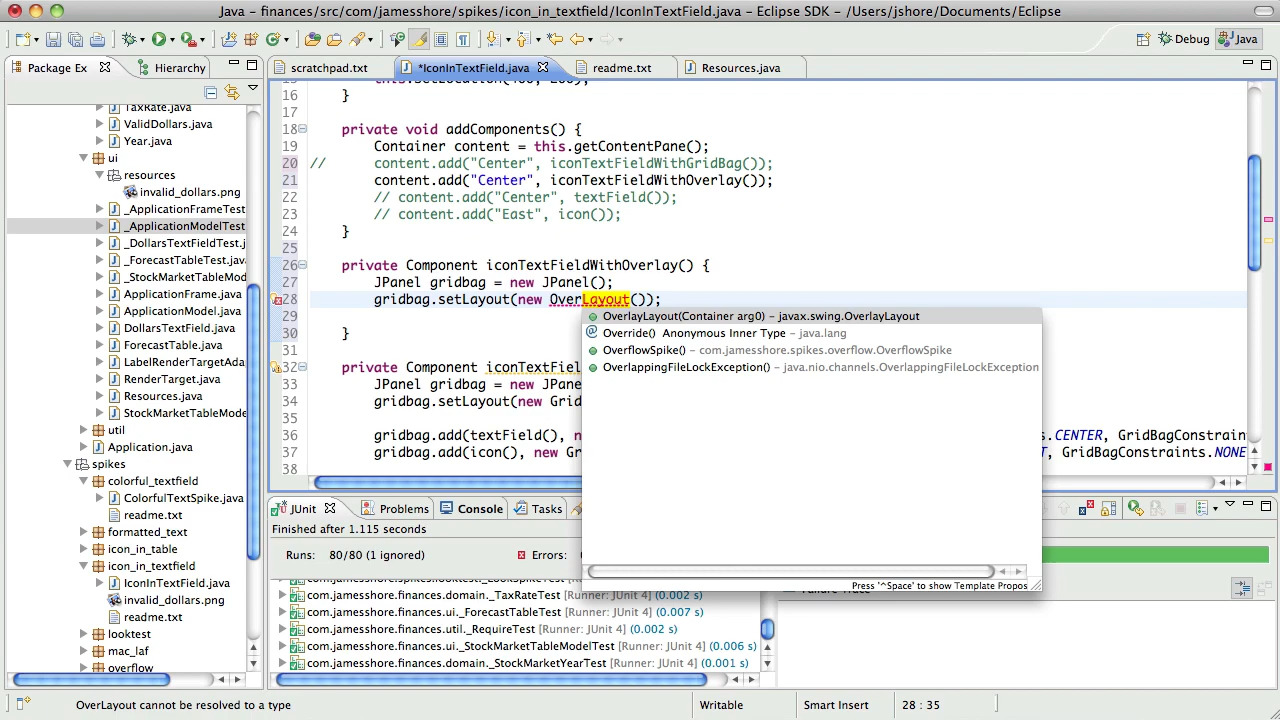 Java – finances/src/com/jamesshore/spikes/icon_in_textfield/IconInTextField.java – Eclipse SDK – /Users/jshore/Documents/Eclipse
Debug
Java
Package Ex
Hierarchy
scratchpad.txt
*IconInTextField.java
readme.txt
Resources.java
TaxRate.java
ValidDollars.java
Year.java
ui
resources
invalid_dollars.png
_ApplicationFrameTest
_ApplicationModelTest
_DollarsTextFieldTest.j
_ForecastTableTest.java
_StockMarketTableMod
ApplicationFrame.java
ApplicationModel.java
DollarsTextField.java
ForecastTable.java
LabelRenderTargetAda
RenderTarget.java
Resources.java
StockMarketTableMode
util
Application.java
spikes
colorful_textfield
ColorfulTextSpike.java
readme.txt
formatted_text
icon_in_table
icon_in_textfield
IconInTextField.java
invalid_dollars.png
readme.txt
looktest
mac_laf
overflow
16 }
17
18 private void addComponents() {
19 Container content = this.getContentPane();
20 // content.add("Center", iconTextFieldWithGridBag());
21 content.add("Center", iconTextFieldWithOverlay());
22 // content.add("Center", textField());
23 // content.add("East", icon());
24 }
25
26 private Component iconTextFieldWithOverlay() {
27 JPanel gridbag = new JPanel();
28 gridbag.setLayout(new OverLayout());
29
30 }
31
32 private Component iconTextFiel
33 JPanel gridbag = new JPane
34 gridbag.setLayout(new Grid
35
36 gridbag.add(textField(), n s.CENTER, GridBagConstrain
37 gridbag.add(icon(), new Gr T, GridBagConstraints.NONE
38
OverlayLayout(Container arg0) – javax.swing.OverlayLayout
Override() Anonymous Inner Type – java.lang
OverflowSpike() – com.jamesshore.spikes.overflow.OverflowSpike
OverlappingFileLockException() – java.nio.channels.OverlappingFileLockException
Press '^Space' to show Template Propos
JUnit
Problems
Console
Tasks
Finished after 1.115 seconds
Runs: 80/80 (1 ignored)
Errors:
com.jamesshore.finances.domain._TaxRateTest [Runner: JUnit 4] (0.002 s)
com.jamesshore.finances.ui._ForecastTableTest [Runner: JUnit 4] (0.007 s)
com.jamesshore.finances.util._RequireTest [Runner: JUnit 4] (0.002 s)
com.jamesshore.finances.ui._StockMarketTableModelTest [Runner: JUnit 4] (0.006 s)
com.jamesshore.finances.domain._StockMarketYearTest [Runner: JUnit 4] (0.001 s)
OverLayout cannot be resolved to a type
Writable
Smart Insert
28 : 35